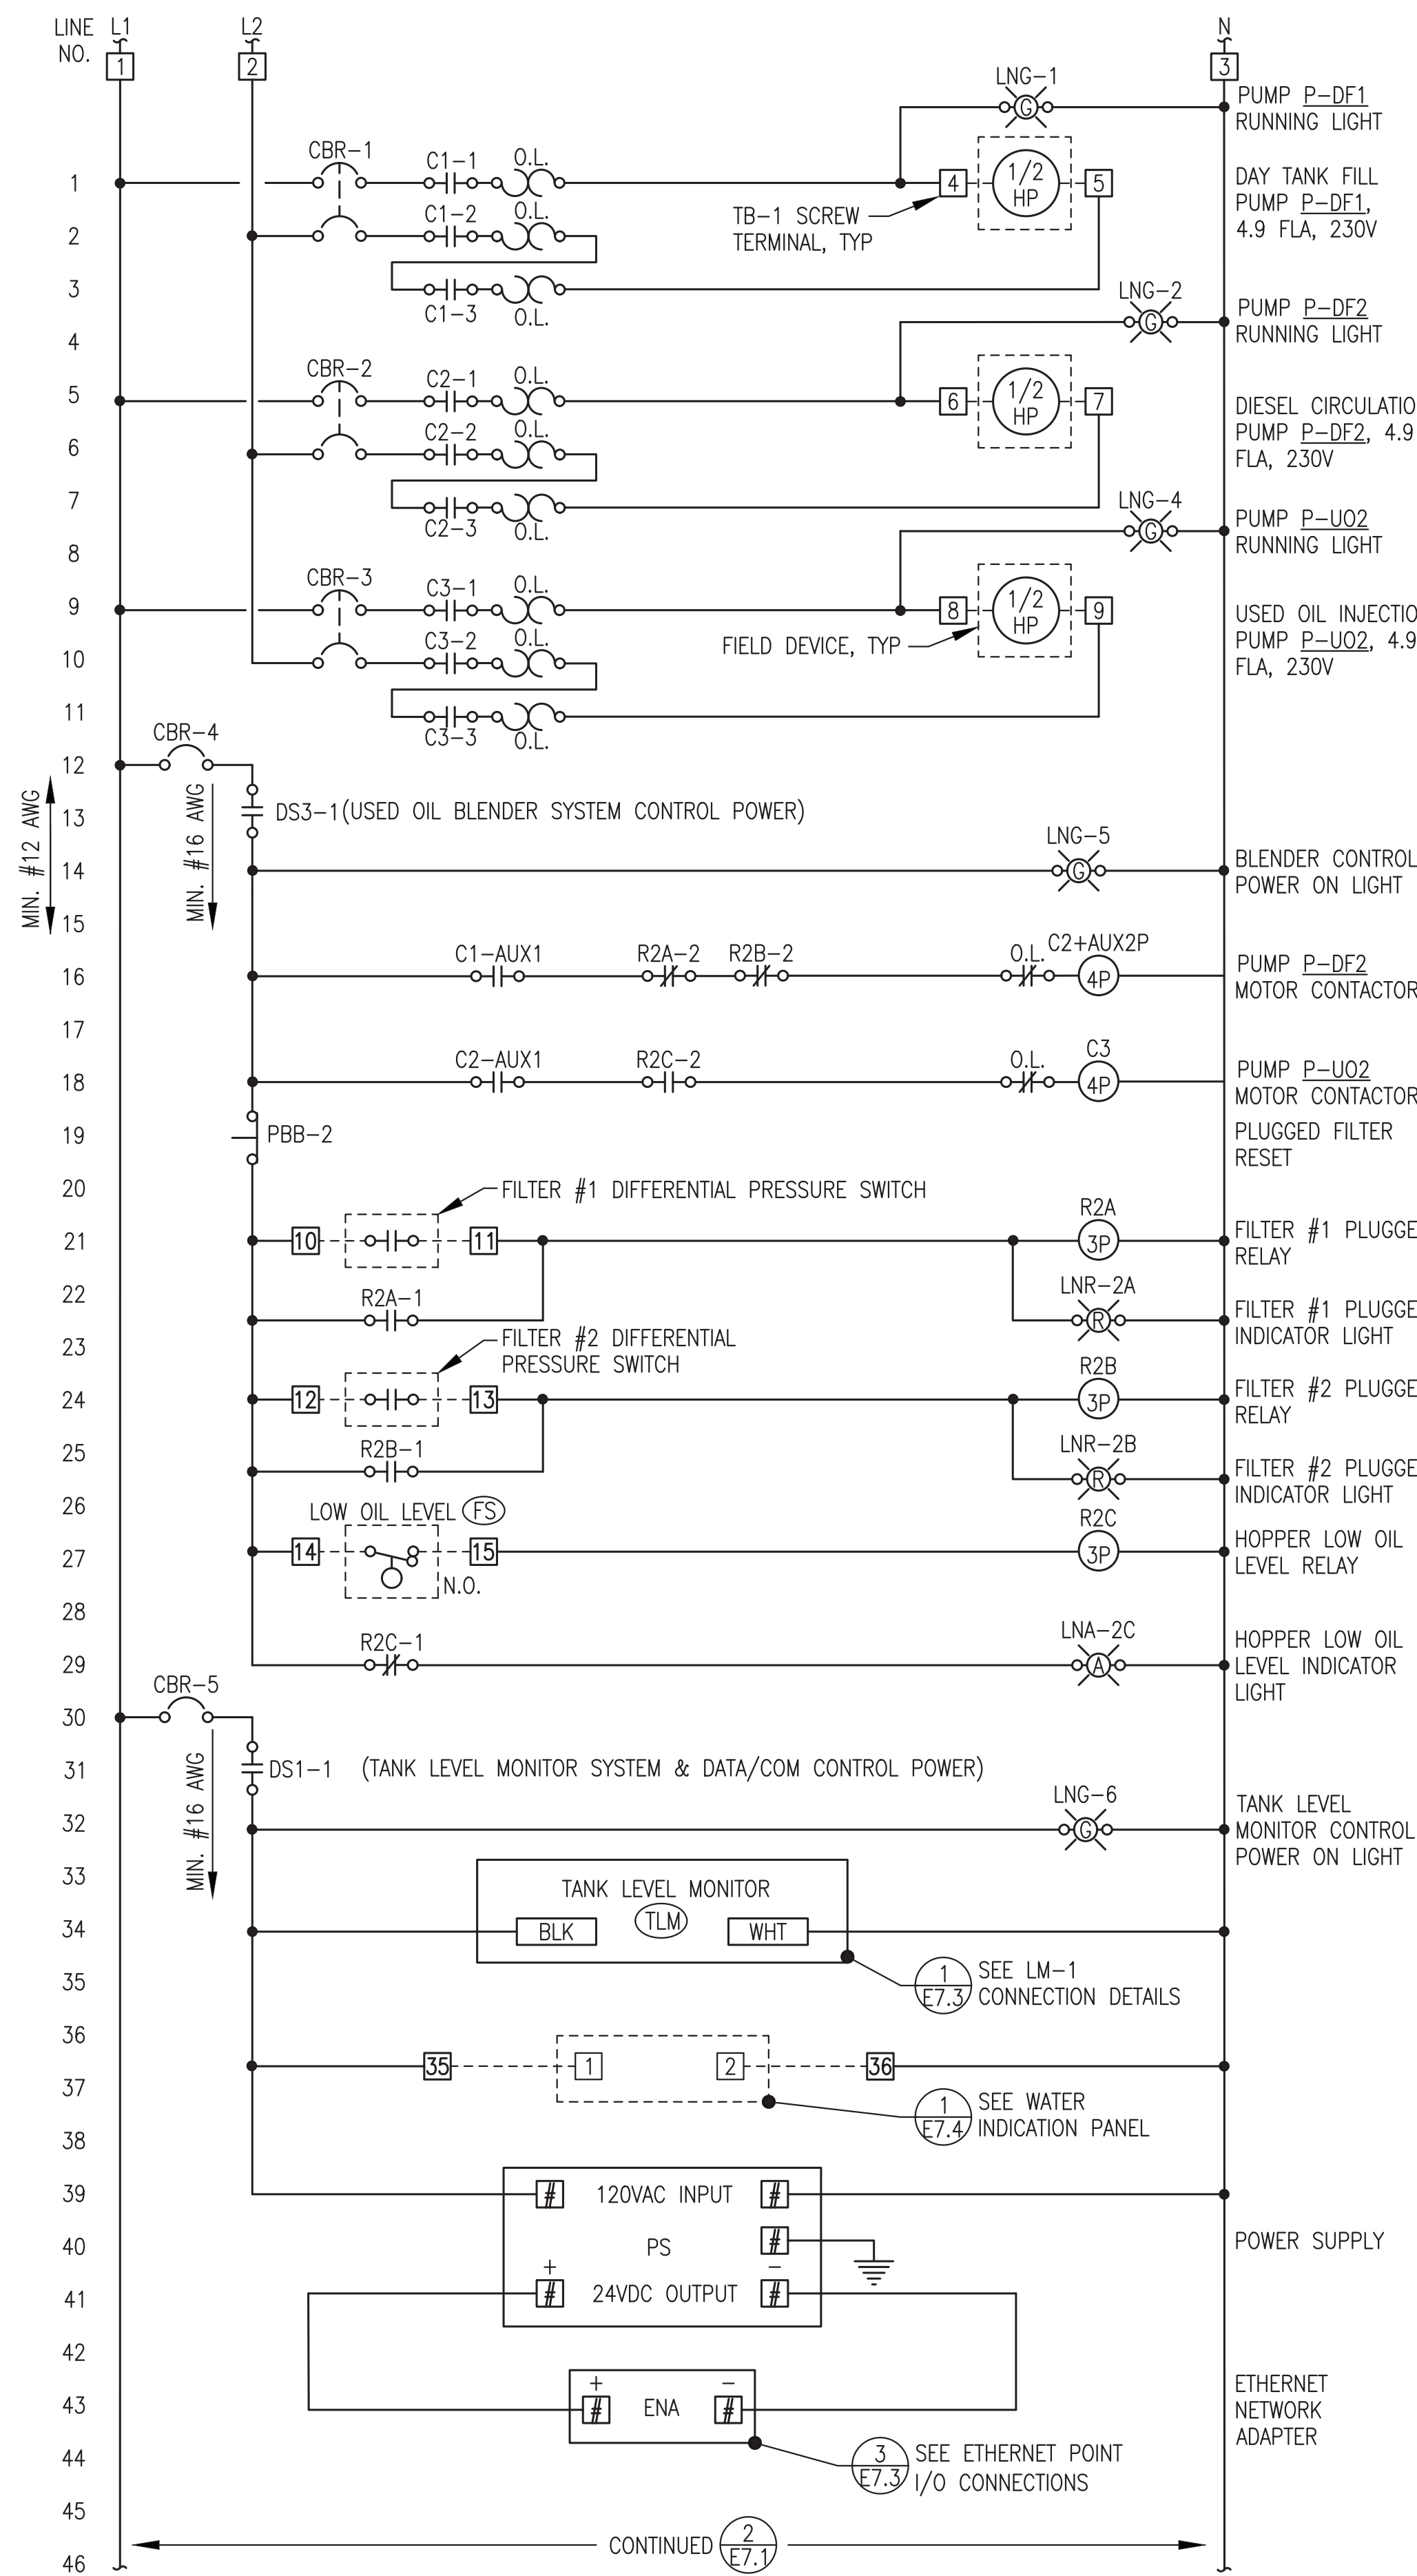 LINE NO.
L1
L2
N
1
2
3
LNG-1
G
PUMP P-DF1
RUNNING LIGHT
CBR-1
C1-1
O.L.
1
4
1/2
HP
5
DAY TANK FILL
PUMP P-DF1,
4.9 FLA, 230V
C1-2
O.L.
2
TB-1 SCREW
TERMINAL, TYP
3
C1-3
O.L.
LNG-2
G
PUMP P-DF2
RUNNING LIGHT
4
CBR-2
C2-1
O.L.
5
6
1/2
HP
7
DIESEL CIRCULATIO
PUMP P-DF2, 4.9
FLA, 230V
C2-2
O.L.
6
7
C2-3
O.L.
LNG-4
G
PUMP P-UO2
RUNNING LIGHT
8
CBR-3
C3-1
O.L.
9
8
1/2
HP
9
USED OIL INJECTIO
PUMP P-UO2, 4.9
FLA, 230V
C3-2
O.L.
FIELD DEVICE, TYP
10
11
C3-3
O.L.
CBR-4
12
MIN. #12 AWG
MIN. #16 AWG
13
DS3-1 (USED OIL BLENDER SYSTEM CONTROL POWER)
LNG-5
G
14
BLENDER CONTROL
POWER ON LIGHT
15
C1-AUX1
R2A-2
R2B-2
O.L.
C2+AUX2P
4P
16
PUMP P-DF2
MOTOR CONTACTOR
17
C2-AUX1
R2C-2
O.L.
C3
4P
18
PUMP P-UO2
MOTOR CONTACTOR
19
PBB-2
PLUGGED FILTER
RESET
20
FILTER #1 DIFFERENTIAL PRESSURE SWITCH
21
10
11
R2A
3P
FILTER #1 PLUGGE
RELAY
22
R2A-1
LNR-2A
R
FILTER #1 PLUGGE
INDICATOR LIGHT
23
FILTER #2 DIFFERENTIAL
PRESSURE SWITCH
24
12
13
R2B
3P
FILTER #2 PLUGGE
RELAY
25
R2B-1
LNR-2B
R
FILTER #2 PLUGGE
INDICATOR LIGHT
26
LOW OIL LEVEL FS
27
14
15
N.O.
R2C
3P
HOPPER LOW OIL
LEVEL RELAY
28
R2C-1
LNA-2C
A
29
HOPPER LOW OIL
LEVEL INDICATOR
LIGHT
CBR-5
30
MIN. #16 AWG
31
DS1-1 (TANK LEVEL MONITOR SYSTEM & DATA/COM CONTROL POWER)
LNG-6
G
32
TANK LEVEL
MONITOR CONTROL
POWER ON LIGHT
33
TANK LEVEL MONITOR
34
BLK
TLM
WHT
35
1
E7.3
SEE LM-1
CONNECTION DETAILS
36
35
1
2
36
37
1
E7.4
SEE WATER
INDICATION PANEL
38
39
# 120VAC INPUT #
40
PS
#
POWER SUPPLY
+
-
41
# 24VDC OUTPUT #
42
+
-
43
# ENA #
ETHERNET
NETWORK
ADAPTER
44
3
E7.3
SEE ETHERNET POINT
I/O CONNECTIONS
45
CONTINUED
2
E7.1
46